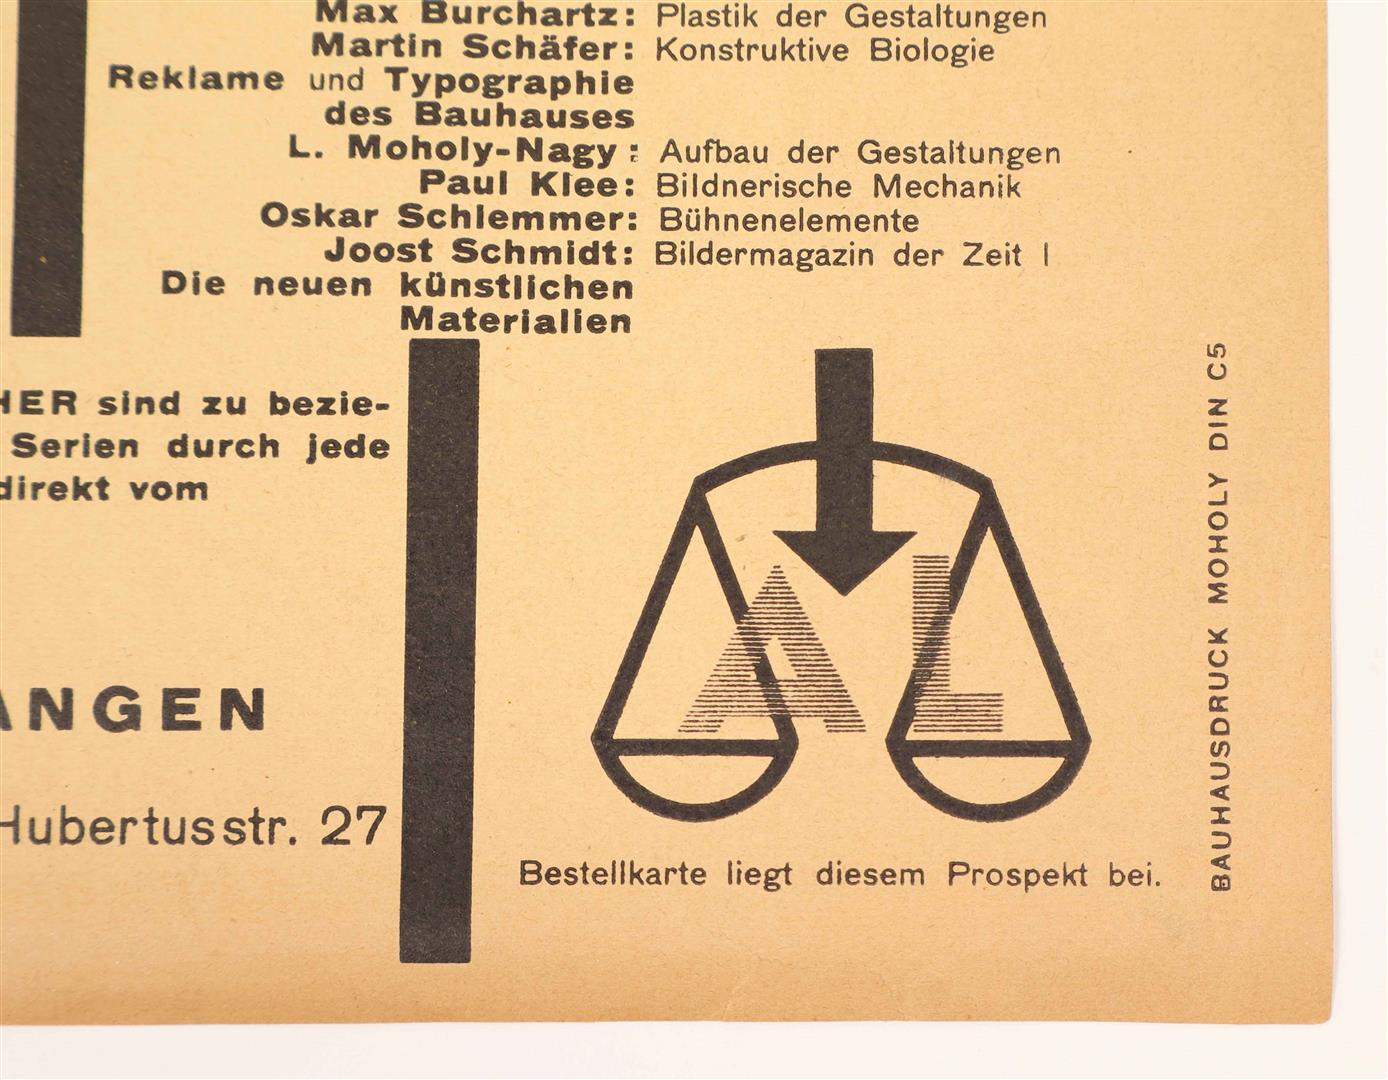 Max Burchartz: Plastik der Gestaltungen
Martin Schäfer: Konstruktive Biologie
Reklame und Typographie
des Bauhauses
L. Moholy-Nagy: Aufbau der Gestaltungen
Paul Klee: Bildnerische Mechanik
Oskar Schlemmer: Bühnenelemente
Joost Schmidt: Bildermagazin der Zeit I
Die neuen künstlichen
Materialien
HER sind zu bezie-
Serien durch jede
direkt vom
ANGEN
Hubertusstr. 27
AL
Bestellkarte liegt diesem Prospekt bei.
BAUHAUSDRUCK MOHOLY DIN C5